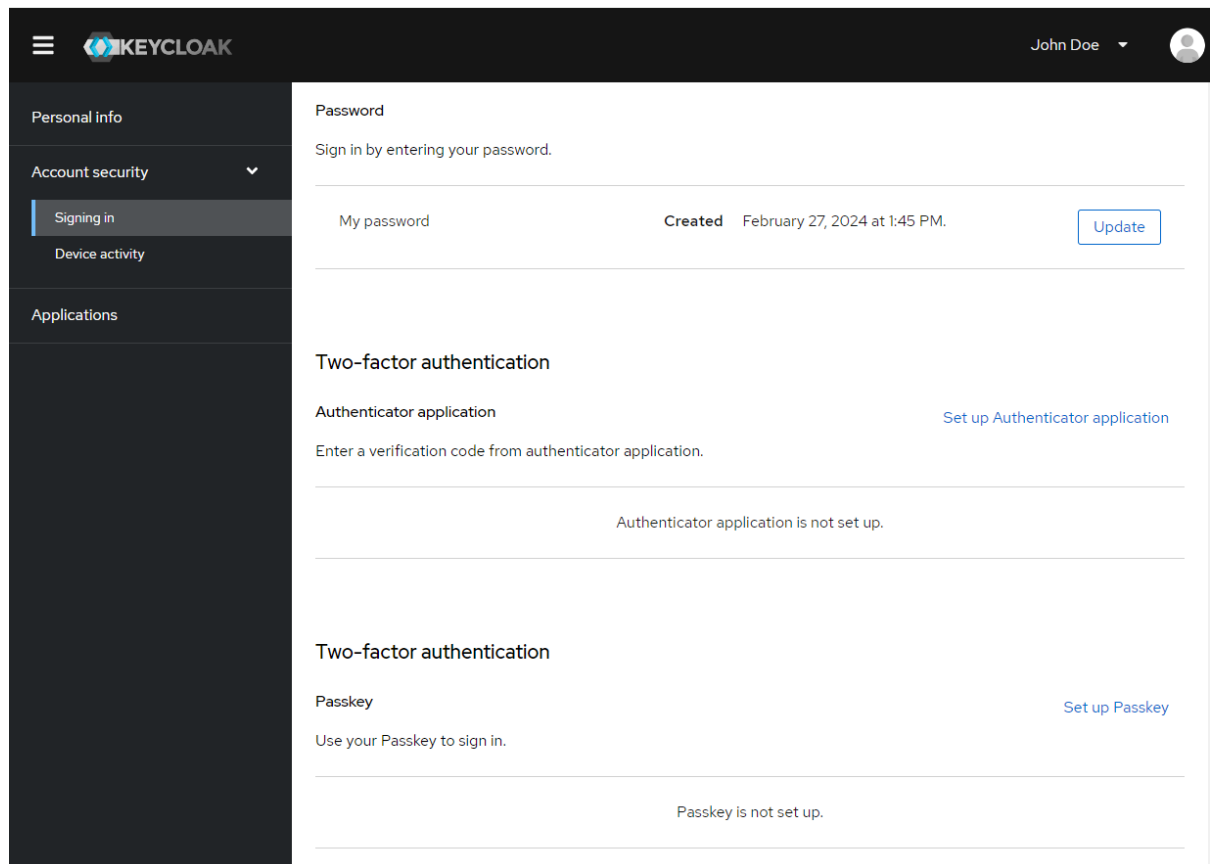 KEYCLOAK
John Doe
Personal info
Account security
Signing in
Device activity
Applications
Password
Sign in by entering your password.
My password Created February 27, 2024 at 1:45 PM. Update
Two-factor authentication
Authenticator application Set up Authenticator application
Enter a verification code from authenticator application.
Authenticator application is not set up.
Two-factor authentication
Passkey Set up Passkey
Use your Passkey to sign in.
Passkey is not set up.